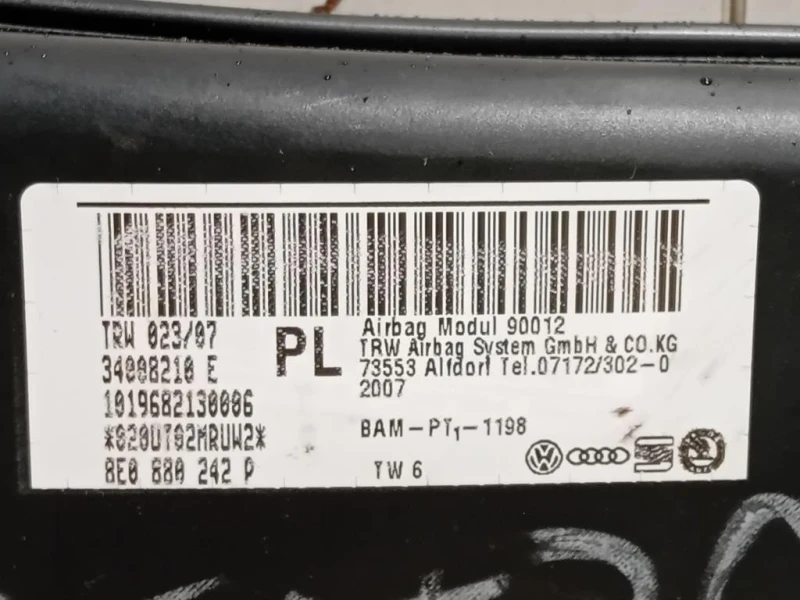 TRW 023/07
34008210 E
1019682130006
*020UT02MRUW2*
8E0 880 242 P
PL
Airbag Modul 90012
TRW Airbag System GmbH & CO.KG
73553 Alfdorf Tel.07172/302-0
2007
BAM-PT1-1198
TW 6